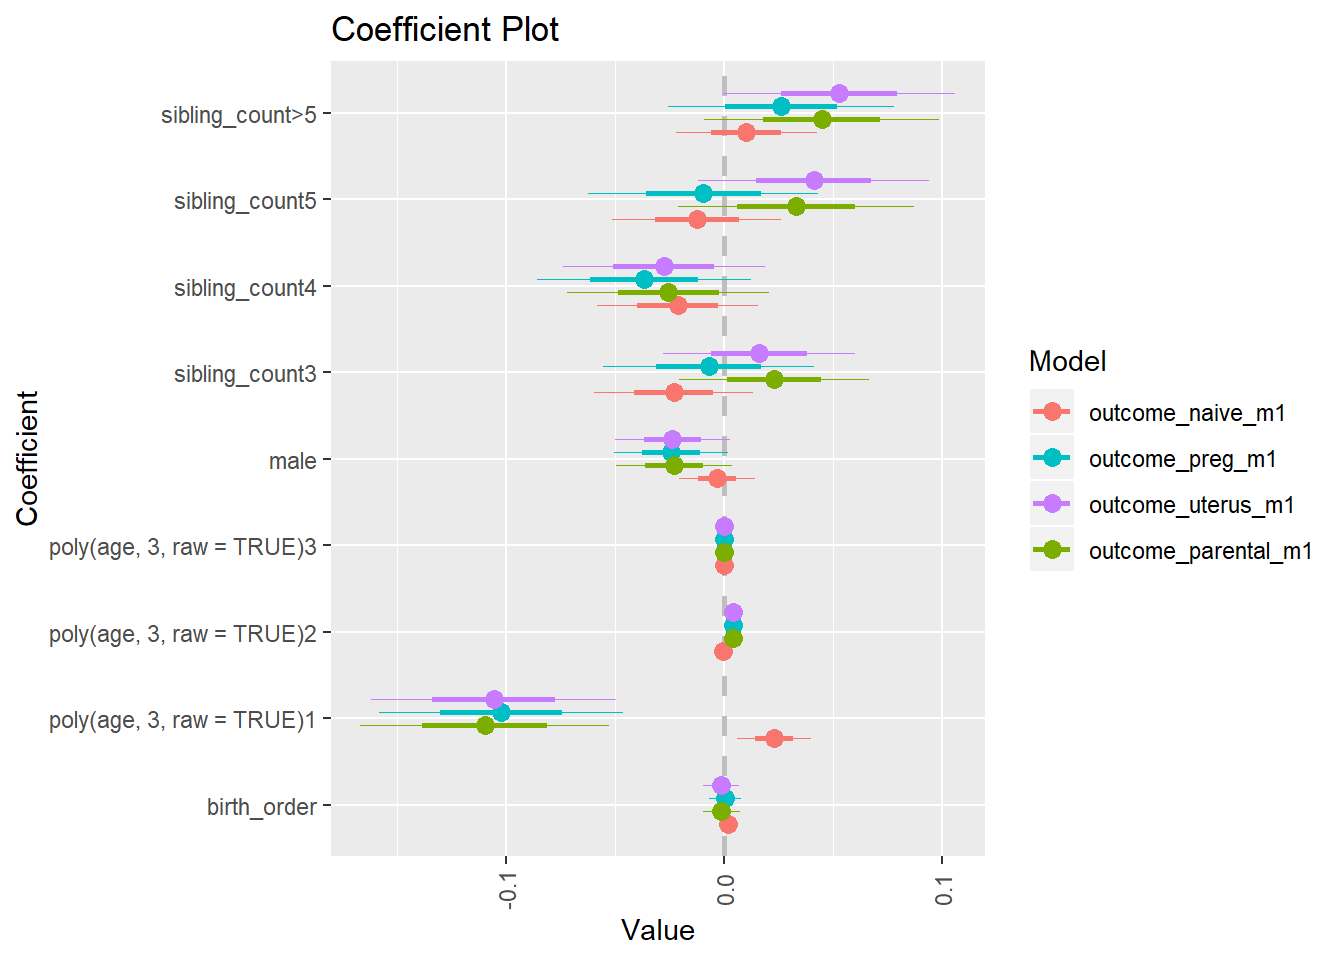 Coefficient Plot
sibling_count>5
sibling_count5
sibling_count4
sibling_count3
male
poly(age, 3, raw = TRUE)3
poly(age, 3, raw = TRUE)2
poly(age, 3, raw = TRUE)1
birth_order
Coefficient
-0.1
0.0
0.1
Value
Model
outcome_naive_m1
outcome_preg_m1
outcome_uterus_m1
outcome_parental_m1